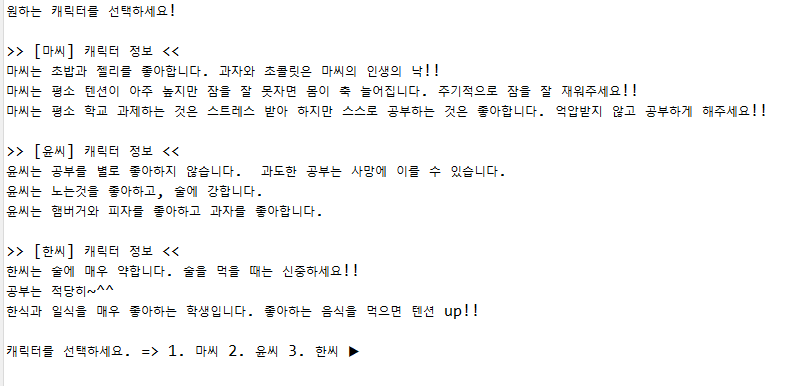 원하는 캐릭터를 선택하세요!
>> [마씨] 캐릭터 정보 <<
마씨는 초밥과 젤리를 좋아합니다. 과자와 초콜릿은 마씨의 인생의 낙!!
마씨는 평소 텐션이 아주 높지만 잠을 잘 못자면 몸이 축 늘어집니다. 주기적으로 잠을 잘 재워주세요!!
마씨는 평소 학교 과제하는 것은 스트레스 받아 하지만 스스로 공부하는 것은 좋아합니다. 억압받지 않고 공부하게 해주세요!!
>> [윤씨] 캐릭터 정보 <<
윤씨는 공부를 별로 좋아하지 않습니다.  과도한 공부는 사망에 이를 수 있습니다.
윤씨는 노는것을 좋아하고, 술에 강합니다.
윤씨는 햄버거와 피자를 좋아하고 과자를 좋아합니다.
>> [한씨] 캐릭터 정보 <<
한씨는 술에 매우 약합니다. 술을 먹을 때는 신중하세요!!
공부는 적당히~^^
한식과 일식을 매우 좋아하는 학생입니다. 좋아하는 음식을 먹으면 텐션 up!!
캐릭터를 선택하세요. => 1. 마씨 2. 윤씨 3. 한씨 ▶